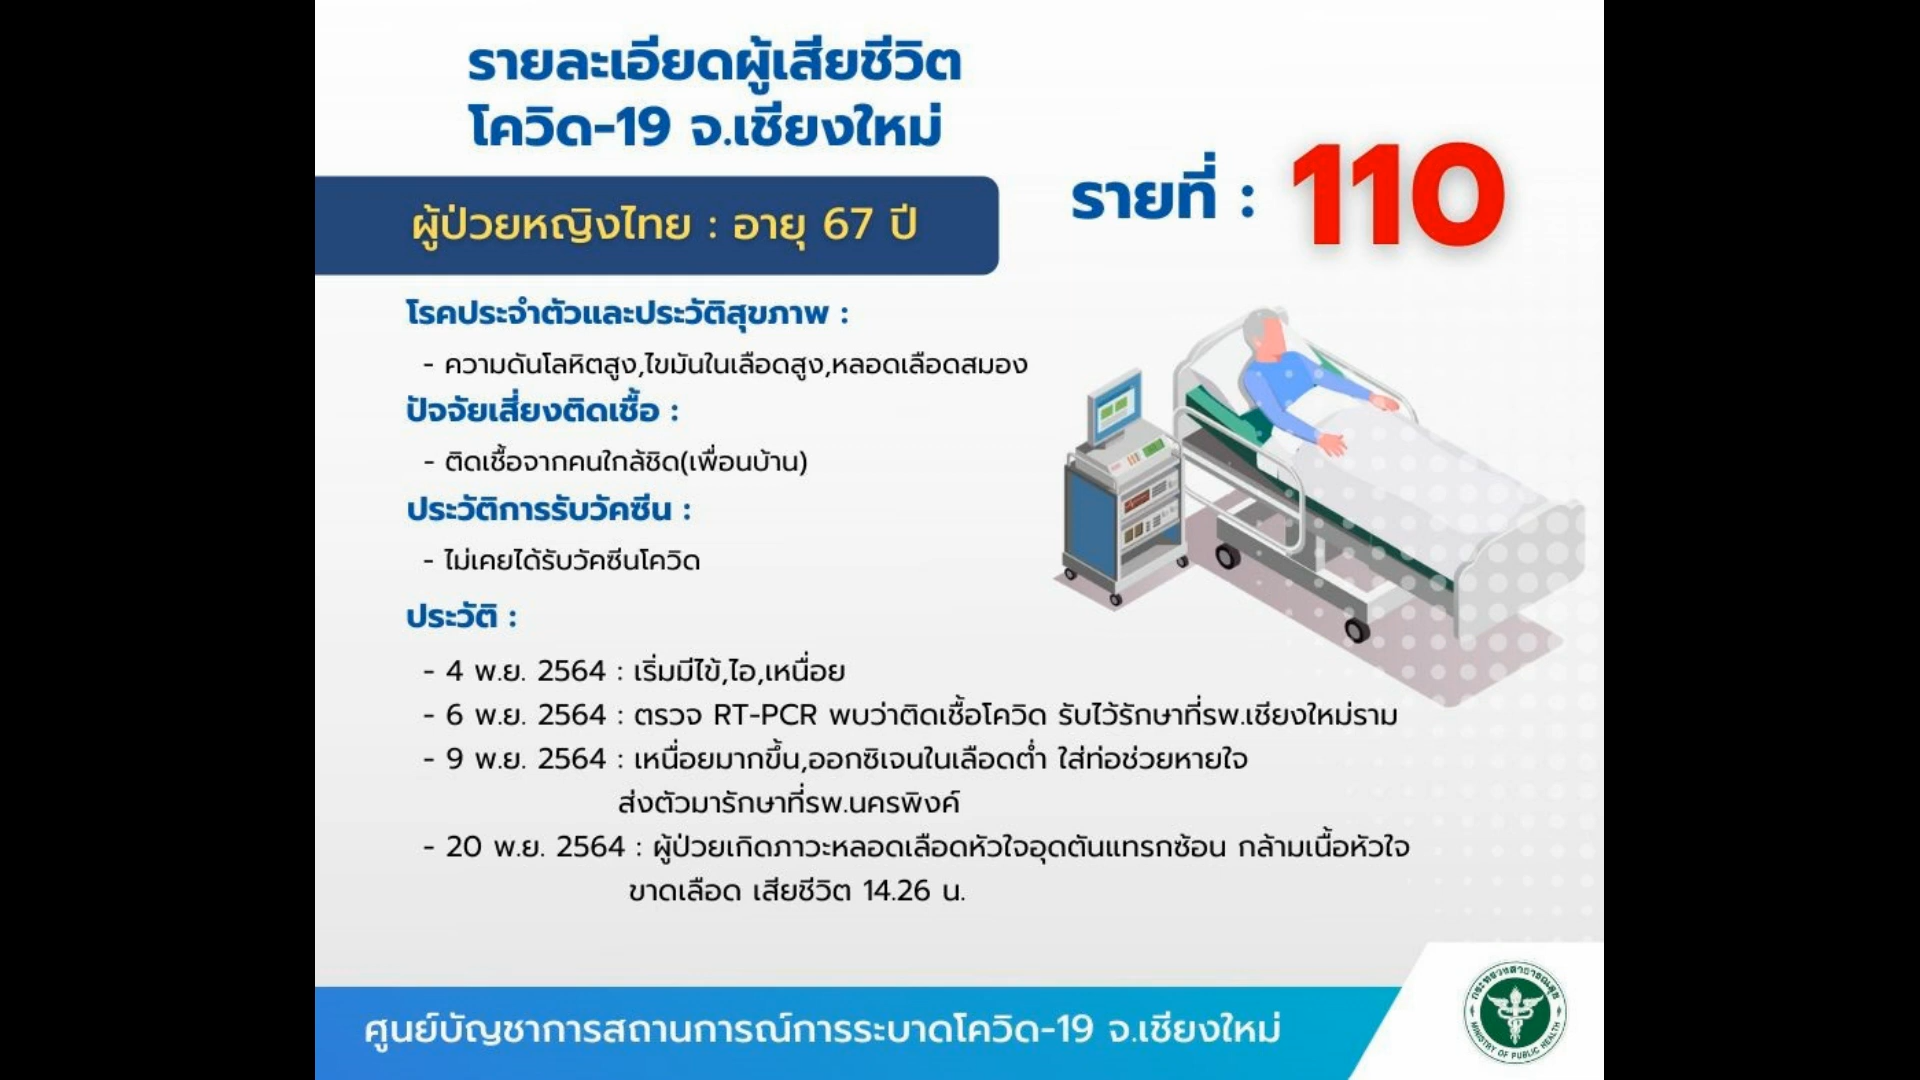 รายละเอียดผู้เสียชีวิต
โควิด-19 จ.เชียงใหม่
รายที่ : 110
ผู้ป่วยหญิงไทย : อายุ 67 ปี
โรคประจำตัวและประวัติสุขภาพ :
- ความดันโลหิตสูง,ไขมันในเลือดสูง,หลอดเลือดสมอง
ปัจจัยเสี่ยงติดเชื้อ :
- ติดเชื้อจากคนใกล้ชิด(เพื่อนบ้าน)
ประวัติการรับวัคซีน :
- ไม่เคยได้รับวัคซีนโควิด
ประวัติ :
- 4 พ.ย. 2564 : เริ่มมีไข้,ไอ,เหนื่อย
- 6 พ.ย. 2564 : ตรวจ RT-PCR พบว่าติดเชื้อโควิด รับไว้รักษาที่รพ.เชียงใหม่ราม
- 9 พ.ย. 2564 : เหนื่อยมากขึ้น,ออกซิเจนในเลือดต่ำ ใส่ท่อช่วยหายใจ
ส่งตัวมารักษาที่รพ.นครพิงค์
- 20 พ.ย. 2564 : ผู้ป่วยเกิดภาวะหลอดเลือดหัวใจอุดตันแทรกซ้อน กล้ามเนื้อหัวใจ
ขาดเลือด เสียชีวิต 14.26 น.
ศูนย์บัญชาการสถานการณ์การระบาดโควิด-19 จ.เชียงใหม่
กระทรวงสาธารณสุข
MINISTRY OF PUBLIC HEALTH